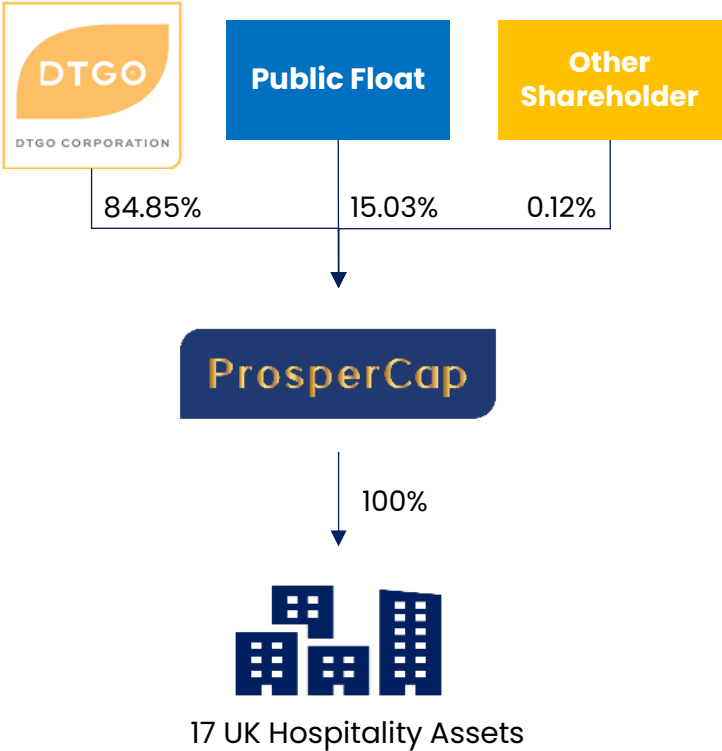 DTGO
DTGO CORPORATION
Public Float
Other
Shareholder
84.85%
15.03%
0.12%
ProsperCap
100%
17 UK Hospitality Assets